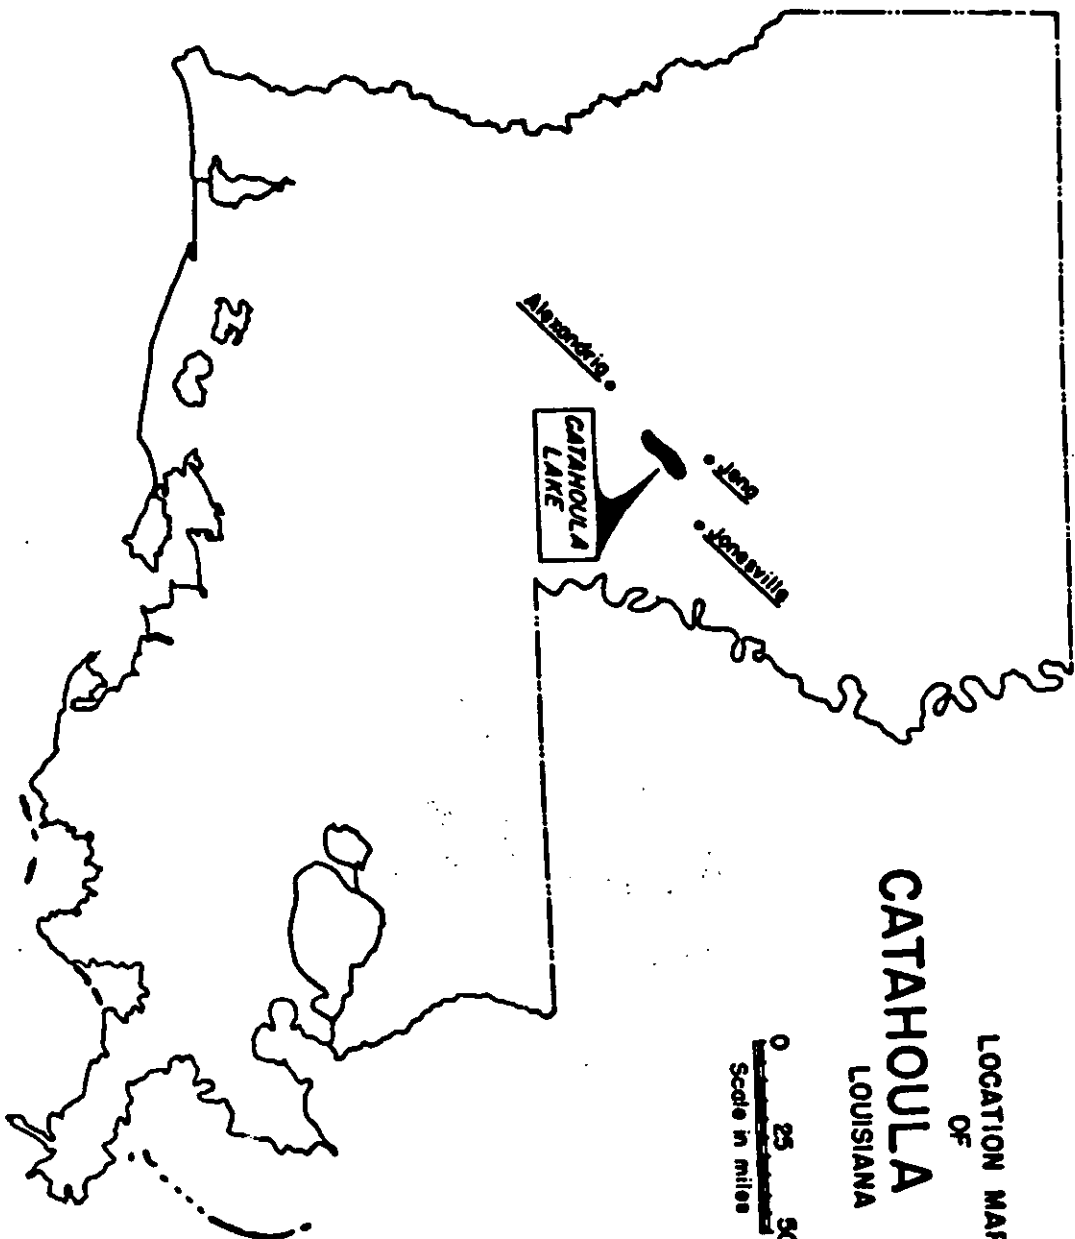 LOCATION MAP
OF
CATAHOULA
LOUISIANA
0 25 50
Scale in miles
Jena
Jonesville
Alexandria
CATAHOULA
LAKE